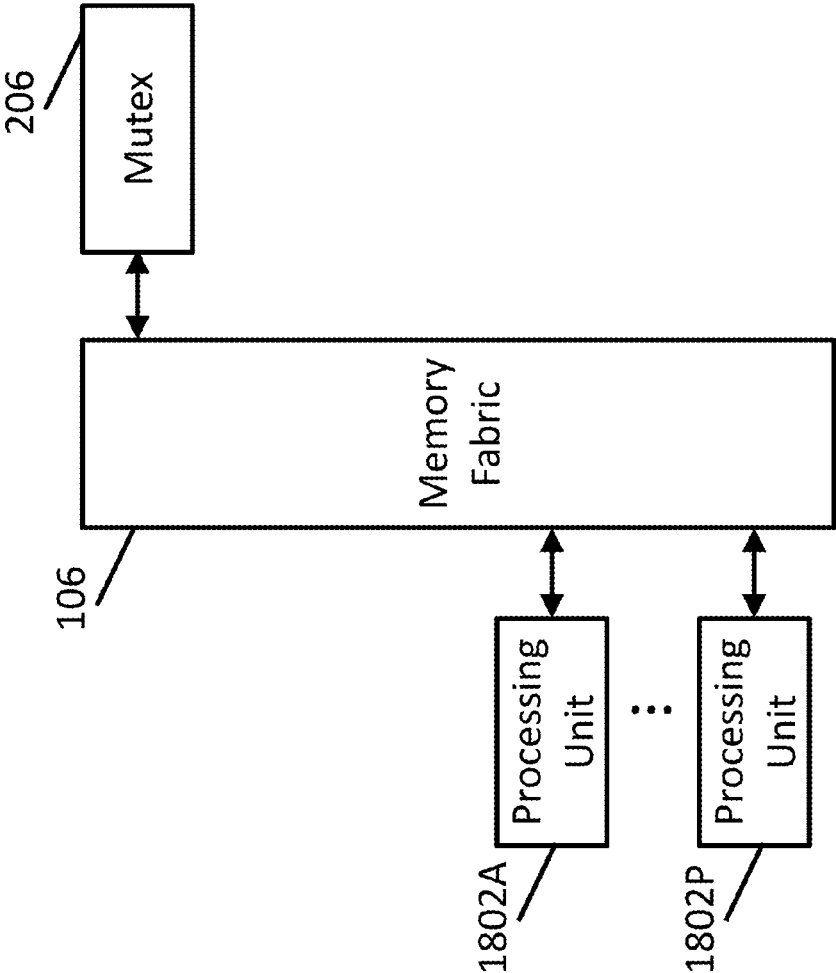 1802A
Processing
Unit
...
1802P
Processing
Unit
106
Memory
Fabric
206
Mutex